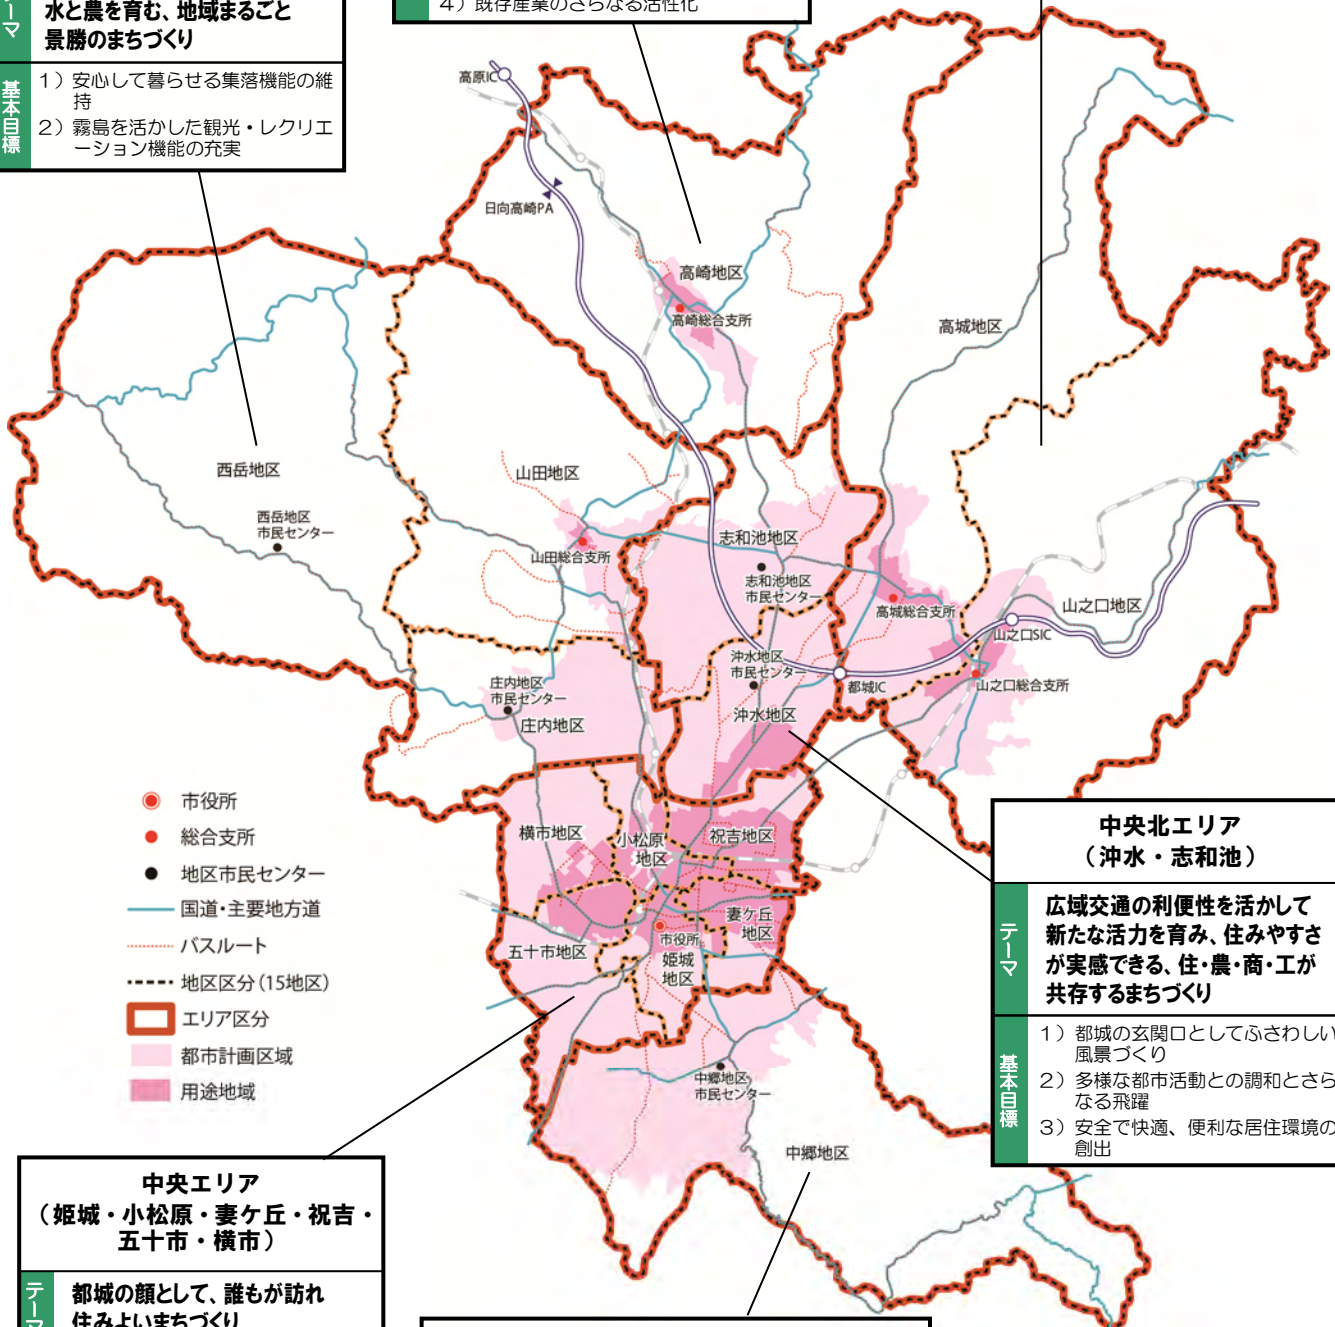 テーマ
水と農を育む、地域まるごと
景勝のまちづくり
基本目標
1）安心して暮らせる集落機能の維
持
2）霧島を活かした観光・レクリエ
ーション機能の充実
4）既存産業のさらなる活性化
高原IC
日向高崎PA
高崎地区
高崎総合支所
高城地区
西岳地区
西岳地区
市民センター
山田地区
山田総合支所
志和池地区
志和池地区
市民センター
高城総合支所
山之口地区
山之口SIC
山之口総合支所
沖水地区
市民センター
都城IC
沖水地区
庄内地区
市民センター
庄内地区
横市地区
小松原
地区
祝吉地区
妻ケ丘
地区
市役所
姫城
地区
五十市地区
中郷地区
市民センター
中郷地区
市役所
総合支所
地区市民センター
国道・主要地方道
バスルート
地区区分（15地区）
エリア区分
都市計画区域
用途地域
中央北エリア
（沖水・志和池）
テーマ
広域交通の利便性を活かして
新たな活力を育み、住みやすさ
が実感できる、住・農・商・工が
共存するまちづくり
基本目標
1）都城の玄関口としてふさわしい
風景づくり
2）多様な都市活動との調和とさら
なる飛躍
3）安全で快適、便利な居住環境の
創出
中央エリア
（姫城・小松原・妻ケ丘・祝吉・
五十市・横市）
テーマ
都城の顔として、誰もが訪れ
住みよいまちづくり